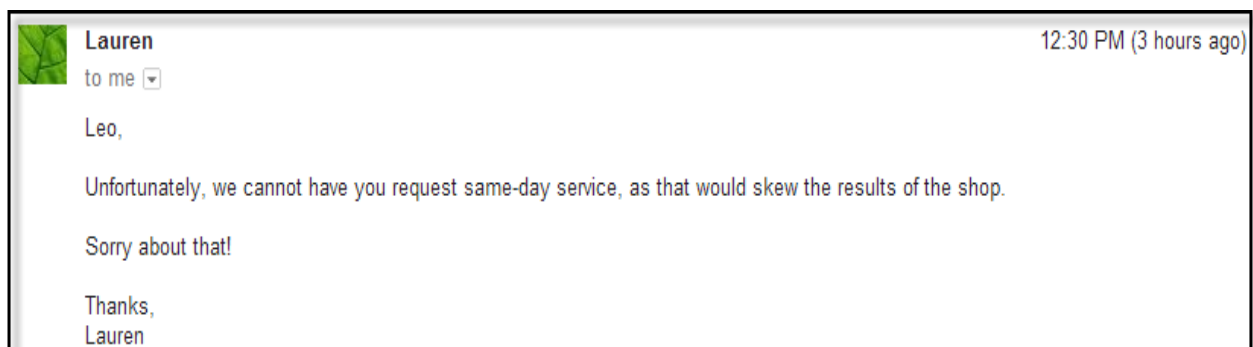 Lauren 12:30 PM (3 hours ago)
to me
Leo,
Unfortunately, we cannot have you request same-day service, as that would skew the results of the shop.
Sorry about that!
Thanks,
Lauren